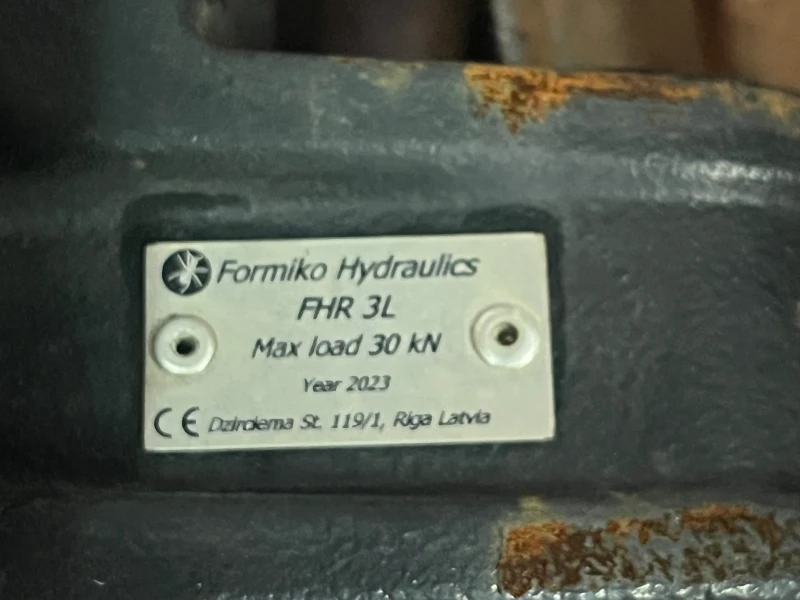 Formiko Hydraulics
FHR 3L
Max load 30 kN
Year 2023
CE Dzirciema St. 119/1, Riga Latvia